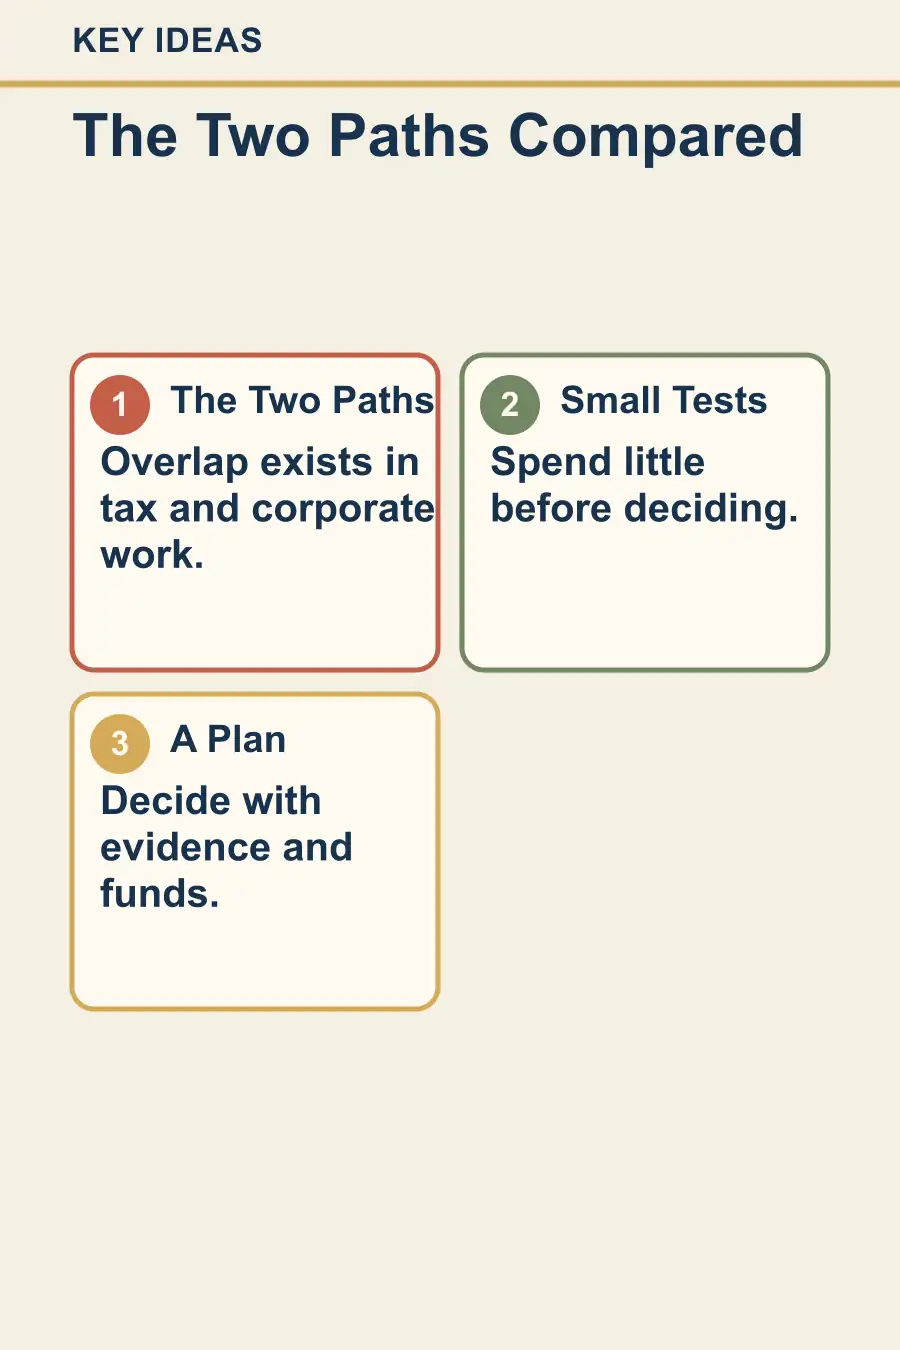 KEY IDEAS
The Two Paths Compared
1 The Two Paths
Overlap exists in
tax and corporate
work.
2 Small Tests
Spend little
before deciding.
3 A Plan
Decide with
evidence and
funds.